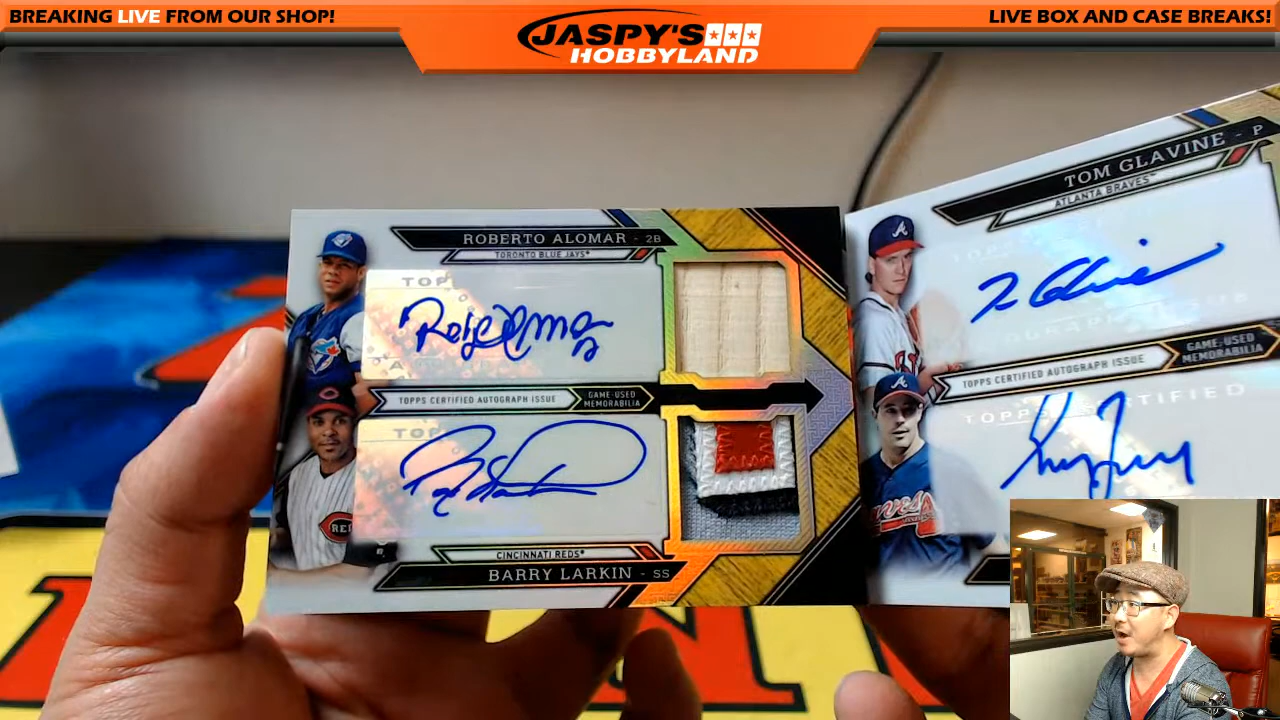 BREAKING LIVE FROM OUR SHOP!
JASPY'S
HOBBYLAND
LIVE BOX AND CASE BREAKS!
ROBERTO ALOMAR - 2B
TORONTO BLUE JAYS
TOPPS CERTIFIED AUTOGRAPH ISSUE
GAME-USED
MEMORABILIA
CINCINNATI REDS
BARRY LARKIN - SS
TOM GLAVINE - P
ATLANTA BRAVES™
TOPPS CERTIFIED AUTOGRAPH ISSUE
GAME-USED
MEMORABILIA
CERTIFIED